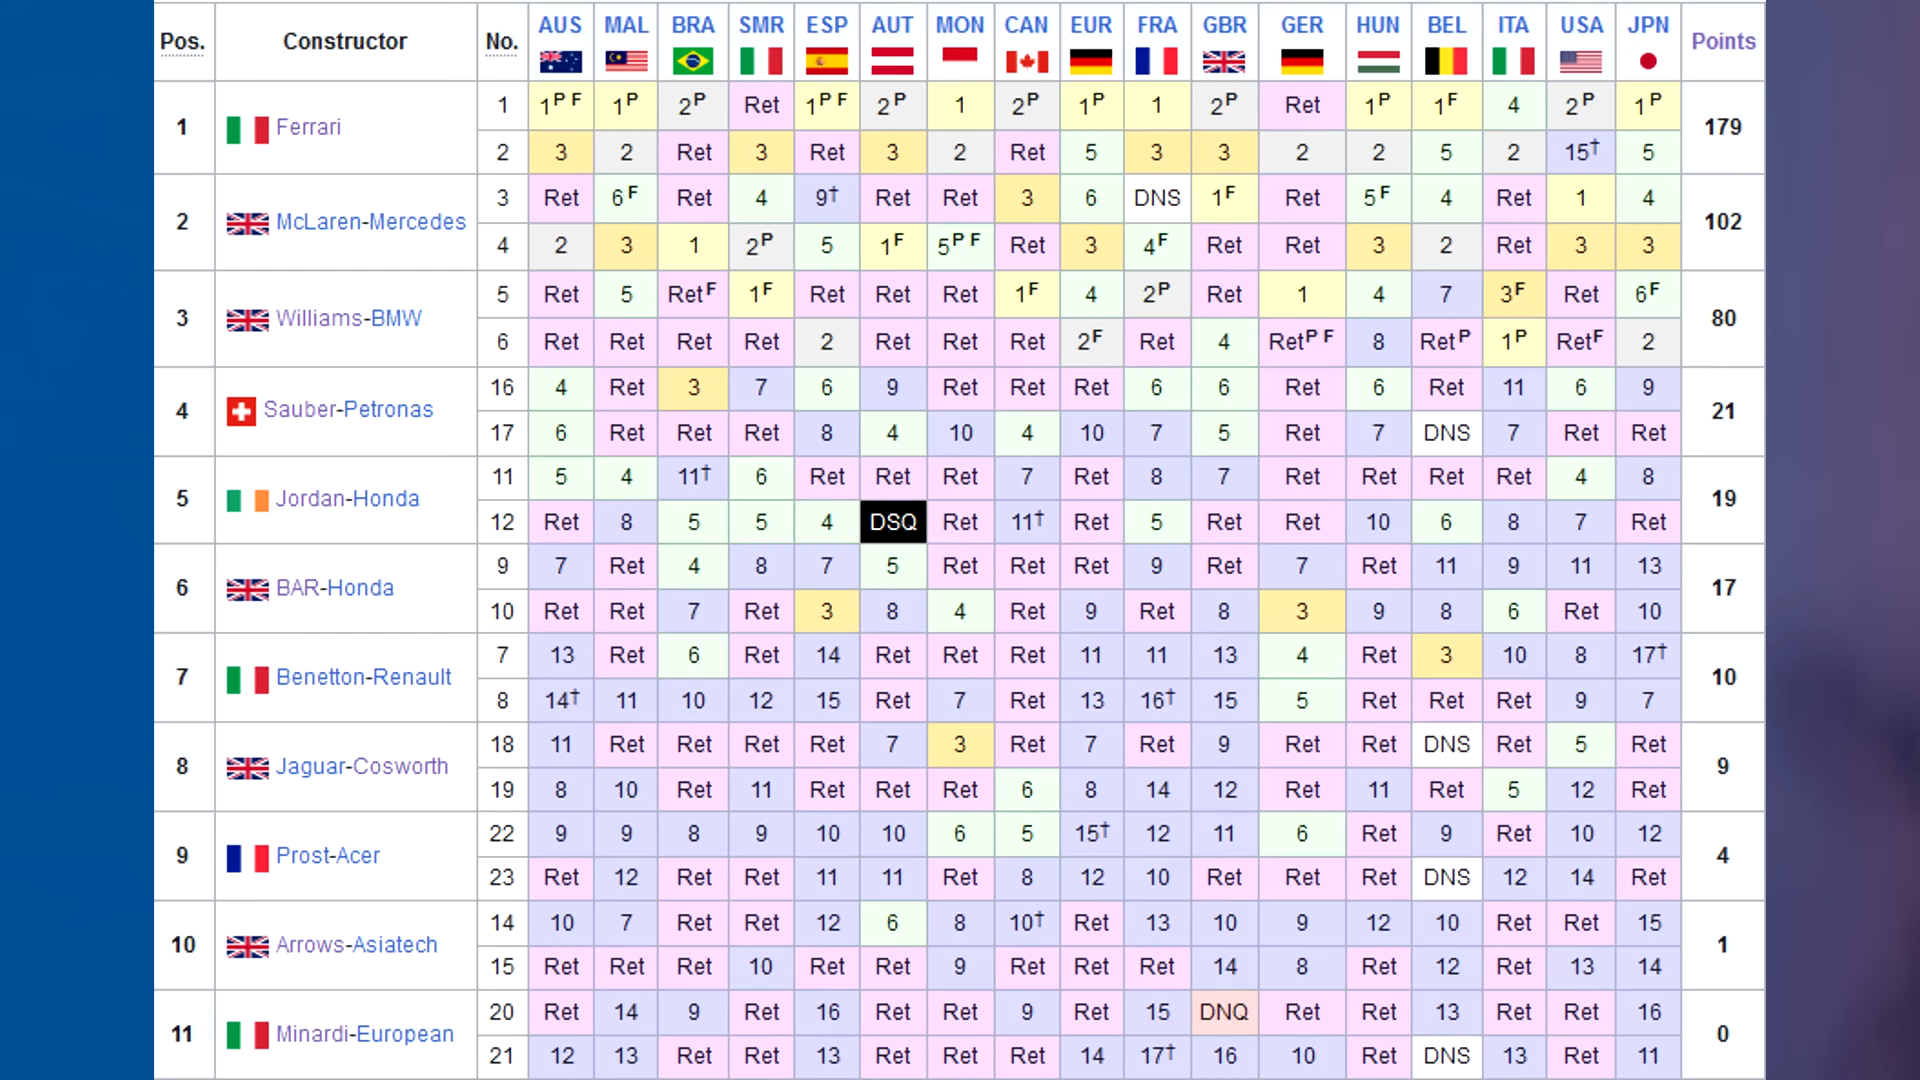 Pos. Constructor No. AUS MAL BRA SMR ESP AUT MON CAN EUR FRA GBR GER HUN BEL ITA USA JPN Points
1 Ferrari 1 1P F 1P 2P Ret 1P F 2P 1 2P 1P 1 2P Ret 1P 1F 4 2P 1P 179
2 3 2 Ret 3 Ret 3 2 Ret 5 3 3 2 2 5 2 15† 5
2 McLaren-Mercedes 3 Ret 6F Ret 4 9† Ret Ret 3 6 DNS 1F Ret 5F 4 Ret 1 4 102
4 2 3 1 2P 5 1F 5P F Ret 3 4F Ret Ret 3 2 Ret 3 3
3 Williams-BMW 5 Ret 5 RetF 1F Ret Ret Ret 1F 4 2P Ret 1 4 7 3F Ret 6F 80
6 Ret Ret Ret Ret 2 Ret Ret Ret 2F Ret 4 RetP F 8 RetP 1P RetF 2
4 Sauber-Petronas 16 4 Ret 3 7 6 9 Ret Ret Ret 6 6 Ret 6 Ret 11 6 9 21
17 6 Ret Ret Ret 8 4 10 4 10 7 5 Ret 7 DNS 7 Ret Ret
5 Jordan-Honda 11 5 4 11† 6 Ret Ret Ret 7 Ret 8 7 Ret Ret Ret Ret 4 8 19
12 Ret 8 5 5 4 DSQ Ret 11† Ret 5 Ret Ret 10 6 8 7 Ret
6 BAR-Honda 9 7 Ret 4 8 7 5 Ret Ret Ret 9 Ret 7 Ret 11 9 11 13 17
10 Ret Ret 7 Ret 3 8 4 Ret 9 Ret 8 3 9 8 6 Ret 10
7 Benetton-Renault 7 13 Ret 6 Ret 14 Ret Ret Ret 11 11 13 4 Ret 3 10 8 17† 10
8 14† 11 10 12 15 Ret 7 Ret 13 16† 15 5 Ret Ret Ret 9 7
8 Jaguar-Cosworth 18 11 Ret Ret Ret Ret 7 3 Ret 7 Ret 9 Ret Ret DNS Ret 5 Ret 9
19 8 10 Ret 11 Ret Ret Ret 6 8 14 12 Ret 11 Ret 5 12 Ret
9 Prost-Acer 22 9 9 8 9 10 10 6 5 15† 12 11 6 Ret 9 Ret 10 12 4
23 Ret 12 Ret Ret 11 11 Ret 8 12 10 Ret Ret Ret DNS 12 14 Ret
10 Arrows-Asiatech 14 10 7 Ret Ret 12 6 8 10† Ret 13 10 9 12 10 Ret Ret 15 1
15 Ret Ret Ret 10 Ret Ret 9 Ret Ret Ret 14 8 Ret 12 Ret 13 14
11 Minardi-European 20 Ret 14 9 Ret 16 Ret Ret 9 Ret 15 DNQ Ret Ret 13 Ret Ret 16 0
21 12 13 Ret Ret 13 Ret Ret Ret 14 17† 16 10 Ret DNS 13 Ret 11